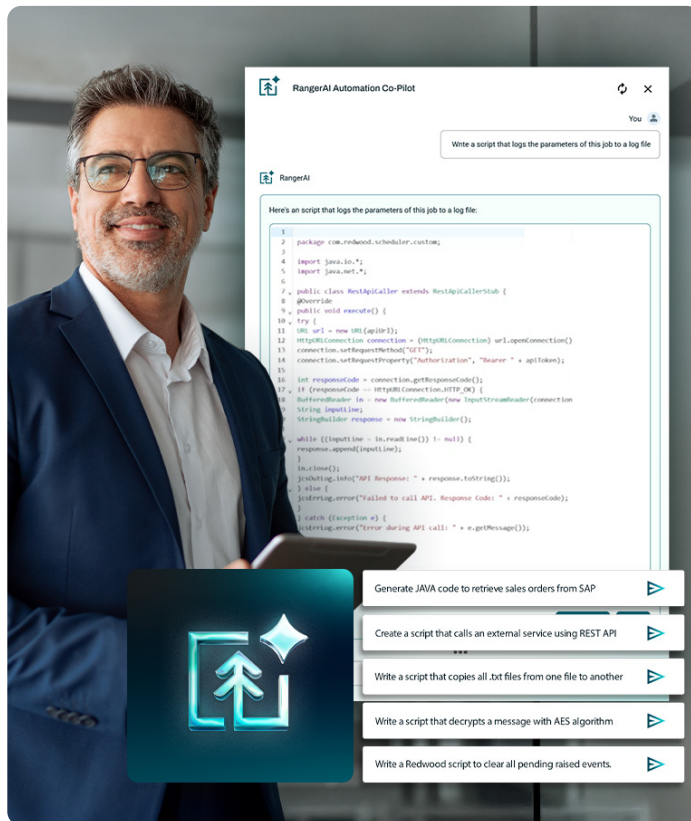 RangerAI Automation Co-Pilot
You
Write a script that logs the parameters of this job to a log file
RangerAI
Here's an script that logs the parameters of this job to a log file:
1
2 package com.redwood.scheduler.custom;
3
4 import java.io.*;
5 import java.net.*;
6
7 public class RestApiCaller extends RestApiCallerStub {
8 @Override
9 public void execute() {
10 try {
11 URL url = new URL(apiUrl);
12 HttpURLConnection connection = (HttpURLConnection) url.openConnection()
13 connection.setRequestMethod("GET");
14 connection.setRequestProperty("Authorization", "Bearer " + apiToken);
15
16 int responseCode = connection.getResponseCode();
17 if (responseCode == HttpURLConnection.HTTP_OK) {
18 BufferedReader in = new BufferedReader(new InputStreamReader(connection
9 String inputLine;
StringBuilder response = new StringBuilder();
while ((inputLine = in.readLine()) != null) {
response.append(inputLine);
}
in.close();
jcsOutLog.info("API Response: " + response.toString());
} else {
jcsErrLog.error("Failed to call API. Response Code: " + responseCode);
}
} catch (Exception e) {
jcsErrLog.error("Error during API call: " + e.getMessage());
Generate JAVA code to retrieve sales orders from SAP
Create a script that calls an external service using REST API
Write a script that copies all .txt files from one file to another
Write a script that decrypts a message with AES algorithm
Write a Redwood script to clear all pending raised events.